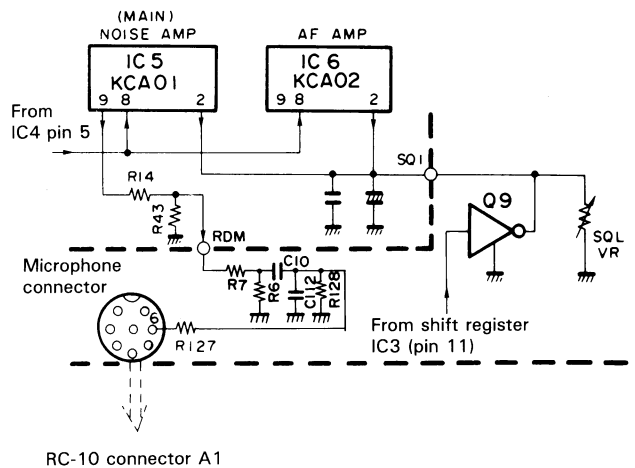 (MAIN)
NOISE AMP
AF AMP
IC 5
KCA01
IC 6
KCA02
9 8 2
9 8 2
From
IC4 pin 5
SQ1
R14
R43
Q9
SQL
VR
RDM
Microphone
connector
C10
R7
R6
C112
R128
6
R127
From shift register
IC3 (pin 11)
RC-10 connector A1